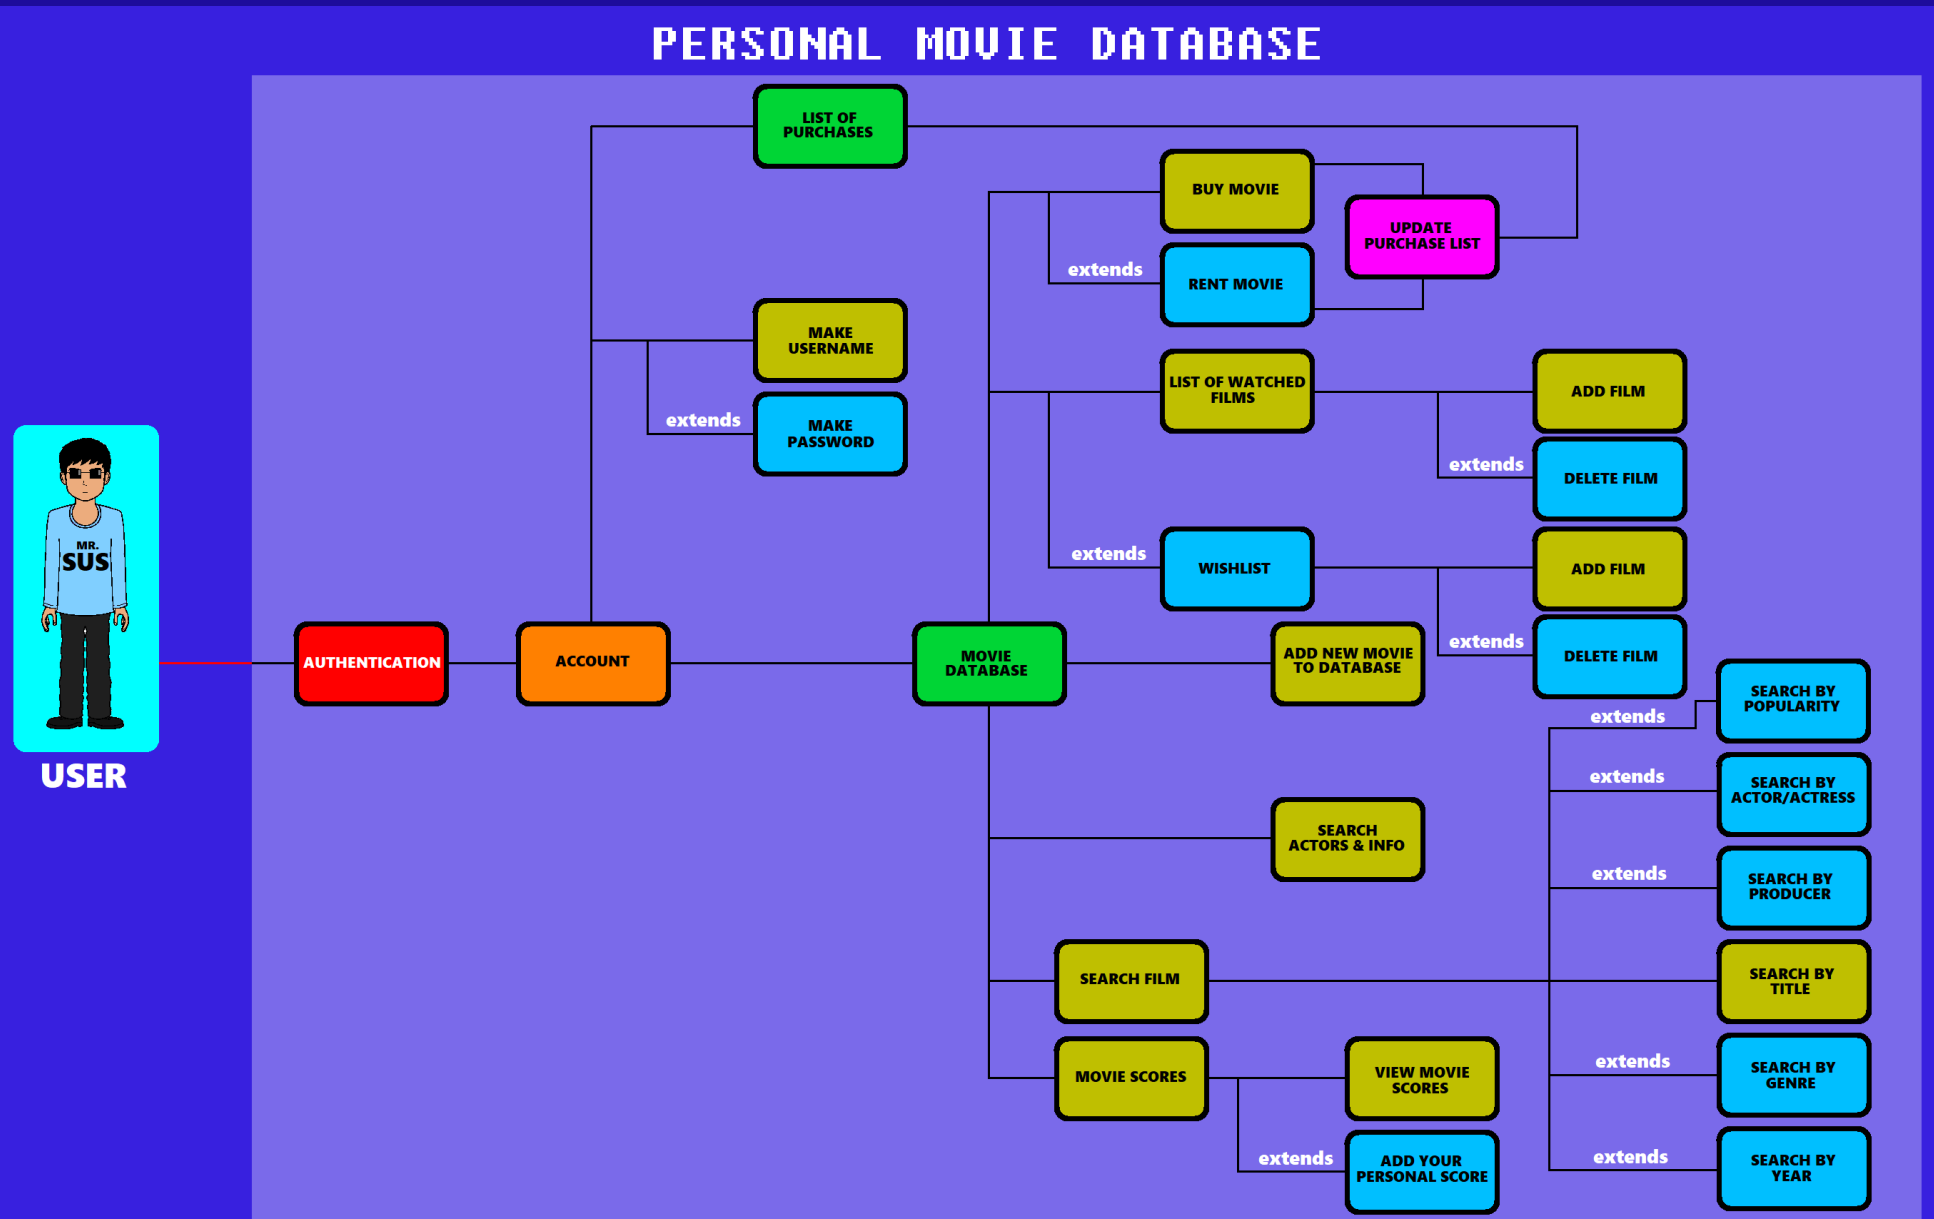 PERSONAL MOVIE DATABASE
LIST OF
PURCHASES
BUY MOVIE
UPDATE
PURCHASE LIST
extends
RENT MOVIE
MAKE
USERNAME
extends
MAKE
PASSWORD
LIST OF WATCHED
FILMS
ADD FILM
extends
DELETE FILM
extends
WISHLIST
ADD FILM
extends
DELETE FILM
MR.
SUS
USER
AUTHENTICATION
ACCOUNT
MOVIE
DATABASE
ADD NEW MOVIE
TO DATABASE
extends
SEARCH BY
POPULARITY
extends
SEARCH BY
ACTOR/ACTRESS
SEARCH
ACTORS & INFO
extends
SEARCH BY
PRODUCER
SEARCH FILM
SEARCH BY
TITLE
MOVIE SCORES
VIEW MOVIE
SCORES
extends
SEARCH BY
GENRE
extends
ADD YOUR
PERSONAL SCORE
extends
SEARCH BY
YEAR